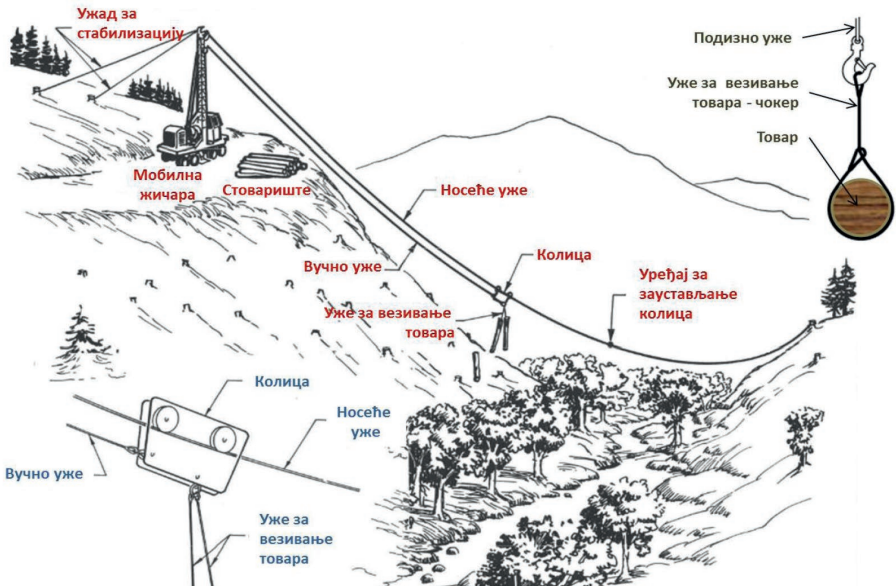 Ужад за
стабилизацију
Подизно уже
Уже за везивање
товара - чокер
Товар
Мобилна
жичара
Стовариште
Носеће уже
Вучно уже
Колица
Уређај за
заустављање
колица
Уже за везивање
товара
Колица
Носеће
уже
Вучно уже
Уже за
везивање
товара